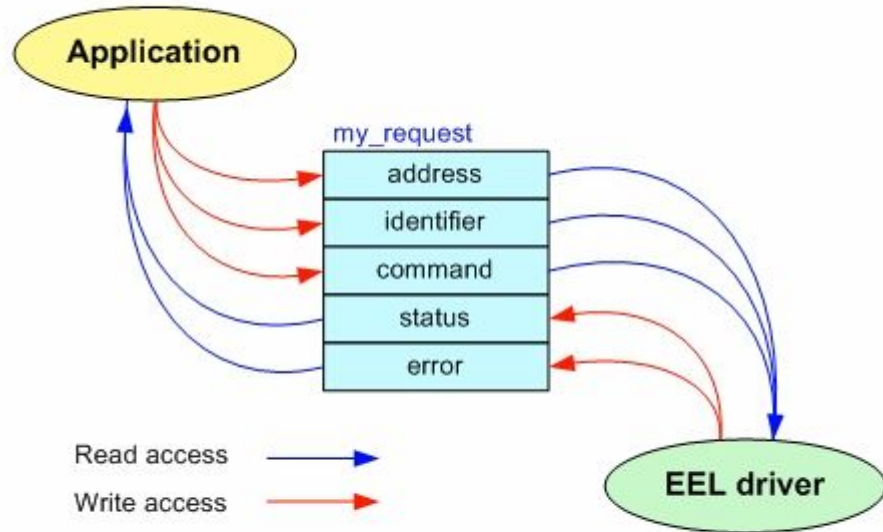 Application
my_request
address
identifier
command
status
error
Read access
Write access
EEL driver